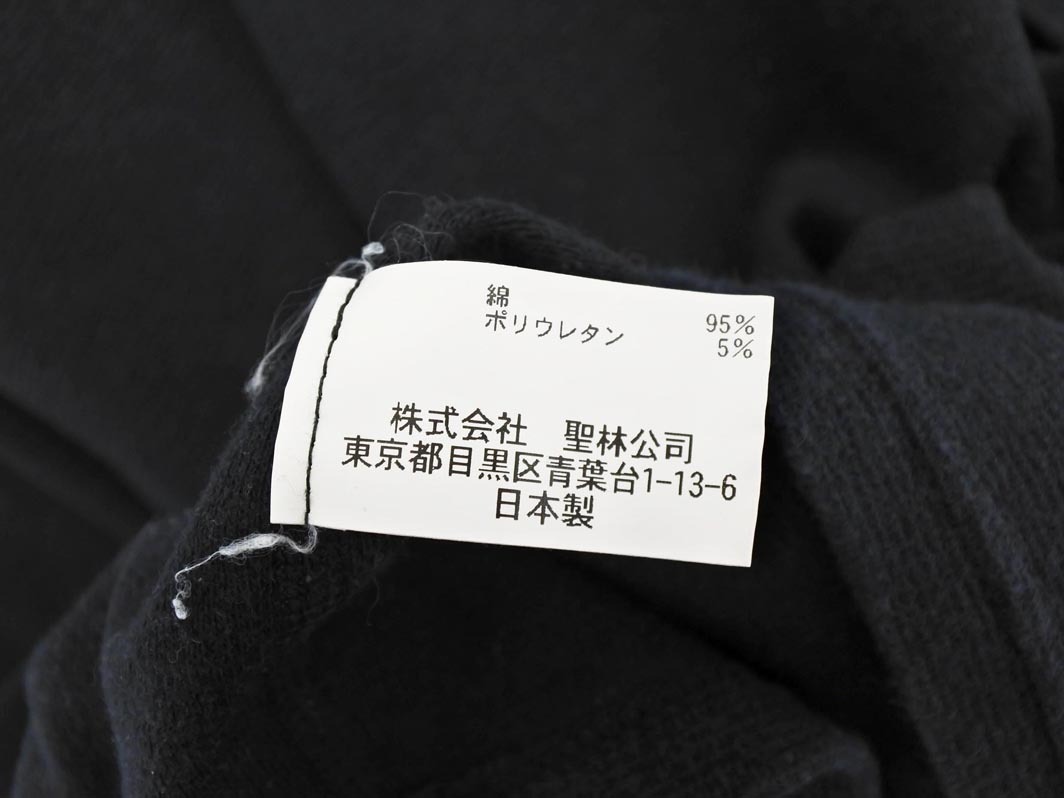 綿 95%
ポリウレタン 5%
株式会社　聖林公司
東京都目黒区青葉台1-13-6
日本製